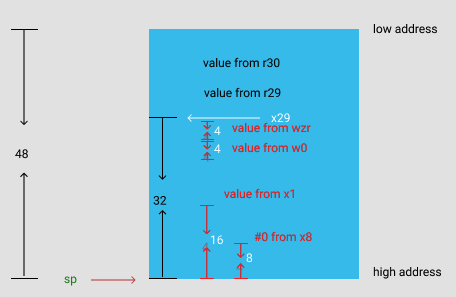 low address
value from r30
value from r29
x29
value from wzr
4
value from w0
4
48
value from x1
32
16
#0 from x8
8
high address
sp